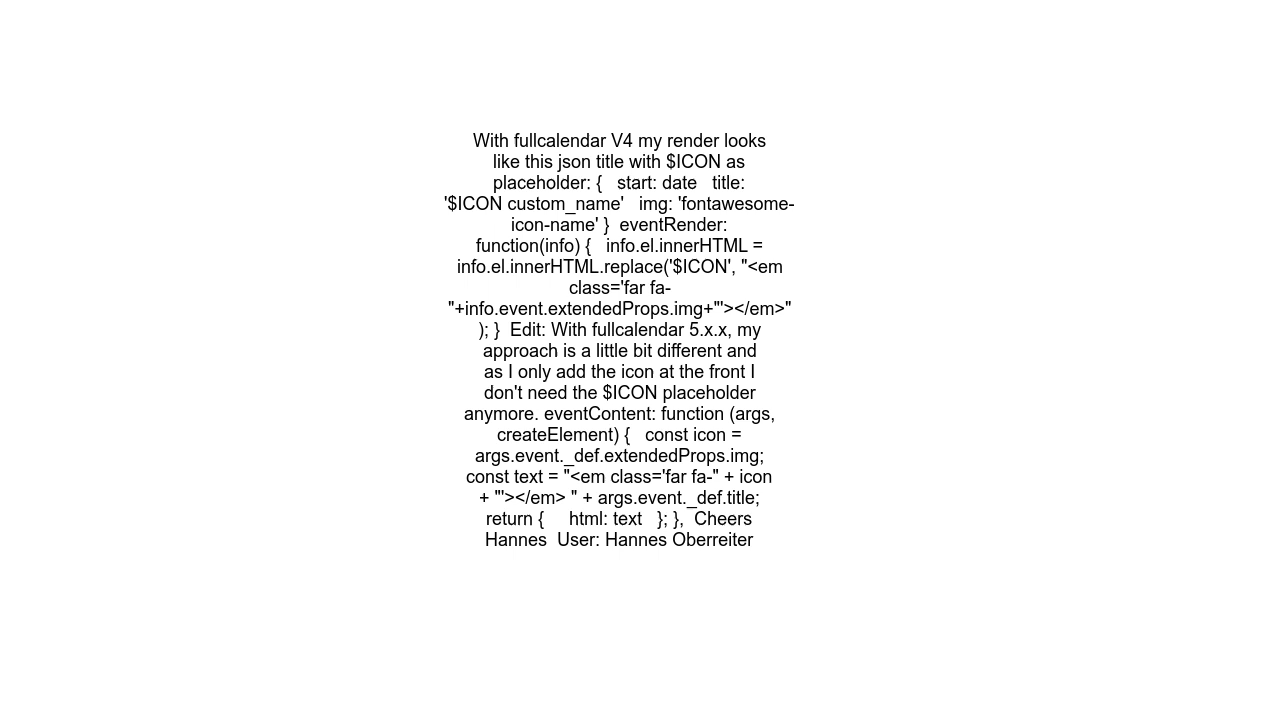 With fullcalendar V4 my render looks
like this json title with $ICON as
placeholder: {   start: date   title:
'$ICON custom_name'   img: 'fontawesome-
icon-name' }  eventRender:
function(info) {   info.el.innerHTML =
info.el.innerHTML.replace('$ICON', "<em
class='far fa-
"+info.event.extendedProps.img+"'></em>"
); }  Edit: With fullcalendar 5.x.x, my
approach is a little bit different and
as I only add the icon at the front I
don't need the $ICON placeholder
anymore. eventContent: function (args,
createElement) {   const icon =
args.event._def.extendedProps.img;
const text = "<em class='far fa-" + icon
+ "'></em> " + args.event._def.title;
return {     html: text   }; },  Cheers
Hannes  User: Hannes Oberreiter